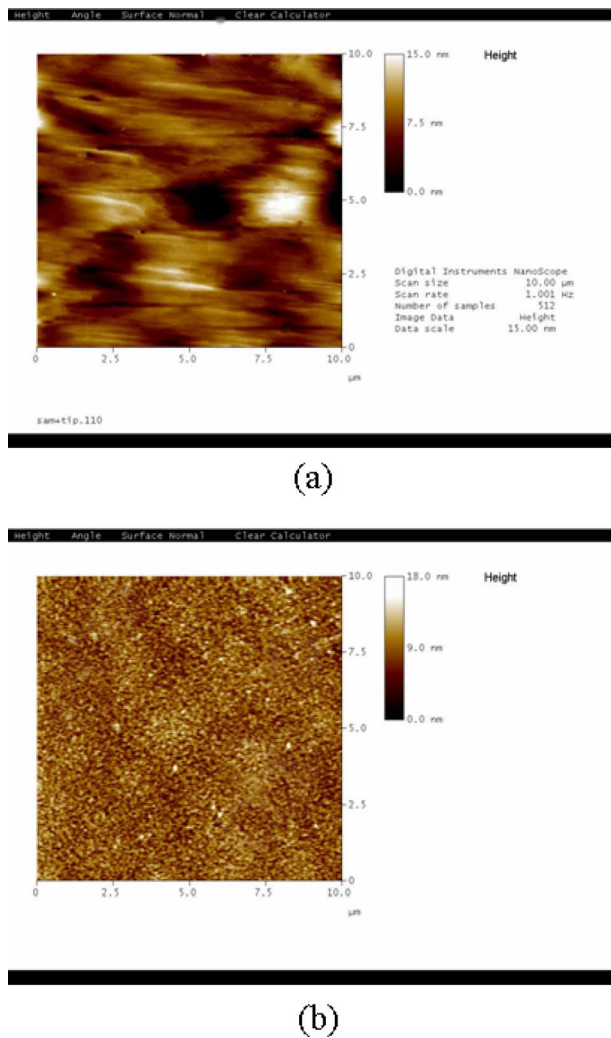 Height Angle Surface Normal Clear Calculator
10.0
7.5
5.0
2.5
0
0 2.5 5.0 7.5 10.0
µm
15.0 nm
7.5 nm
0.0 nm
Height
Digital Instruments NanoScope
Scan size 10.00 µm
Scan rate 1.001 Hz
Number of samples 512
Image Data Height
Data scale 15.00 nm
sam+tip.110
(a)
Height Angle Surface Normal Clear Calculator
10.0
7.5
5.0
2.5
0
0 2.5 5.0 7.5 10.0
µm
18.0 nm
9.0 nm
0.0 nm
Height
(b)